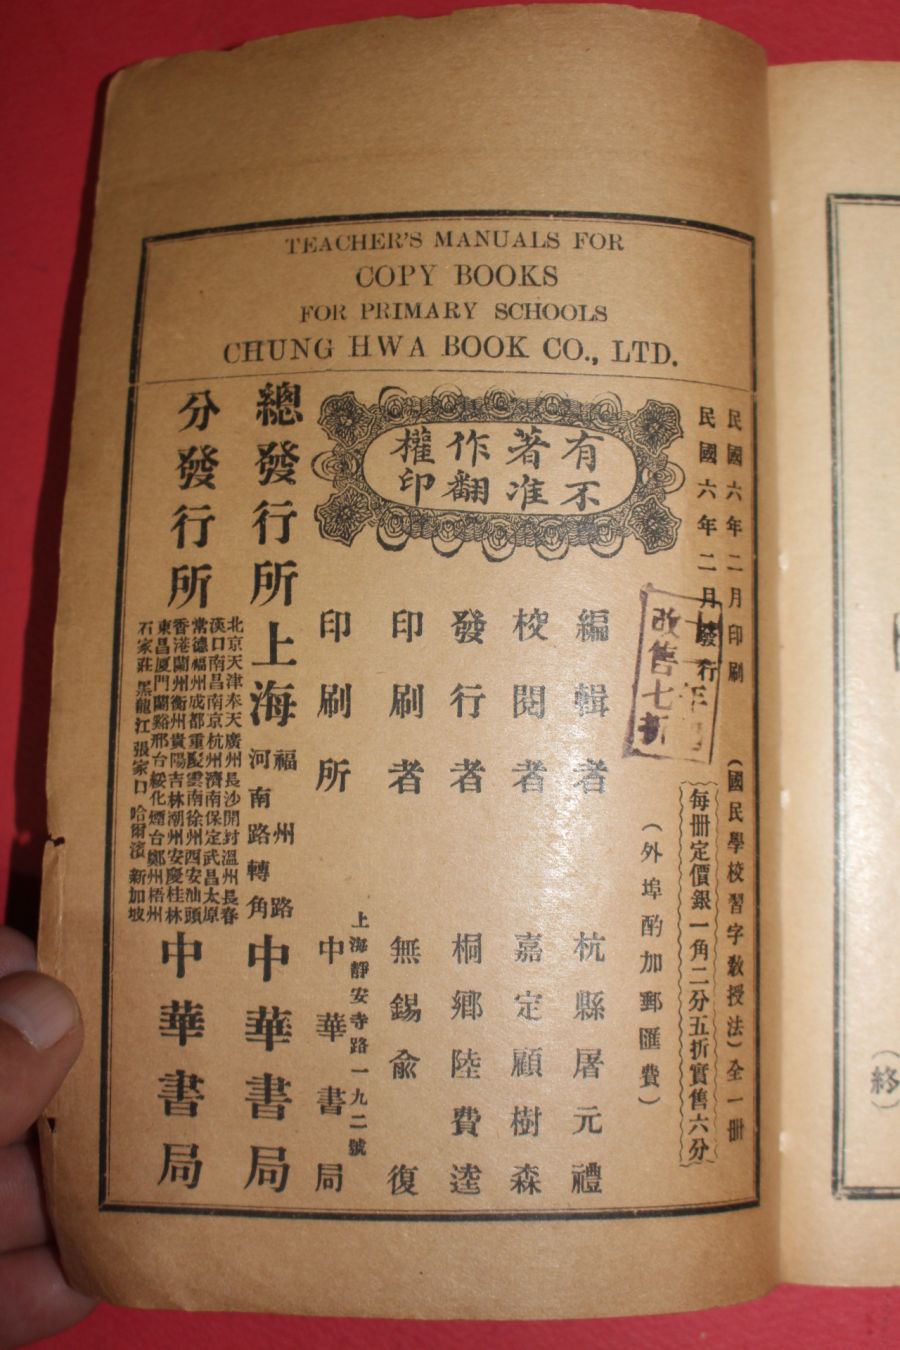 TEACHER'S MANUALS FOR
COPY BOOKS
FOR PRIMARY SCHOOLS
CHUNG HWA BOOK CO., LTD.
民國六年二月印刷
(國民學校習字教授法)全一冊
民國六年二月發行
每冊定價銀一角二分五折實售六分
(外埠酌加郵匯費)
改售七折
有不
著准
作翻
權印
編輯者 杭縣屠元禮
校閱者 嘉定顧樹森
發行者 桐鄉陸費逵
印刷者 無錫俞復
印刷所
上海靜安寺路一九二號
中華書局
總發行所 上海
福州路
河南路轉角
中華書局
分發行所
北京天津奉天廣州長沙開封溫州長春
漢口南昌南京杭州濟南保定武昌太原
常德福州成都重慶雲南徐州西安汕頭
香港蘭州衡州貴陽吉林潮州安慶桂林
東昌厦門蘭谿邢台綏化煙台鄭州梧州
石家莊 黑龍江 張家口 哈爾濱 新加坡
中華書局
(終)